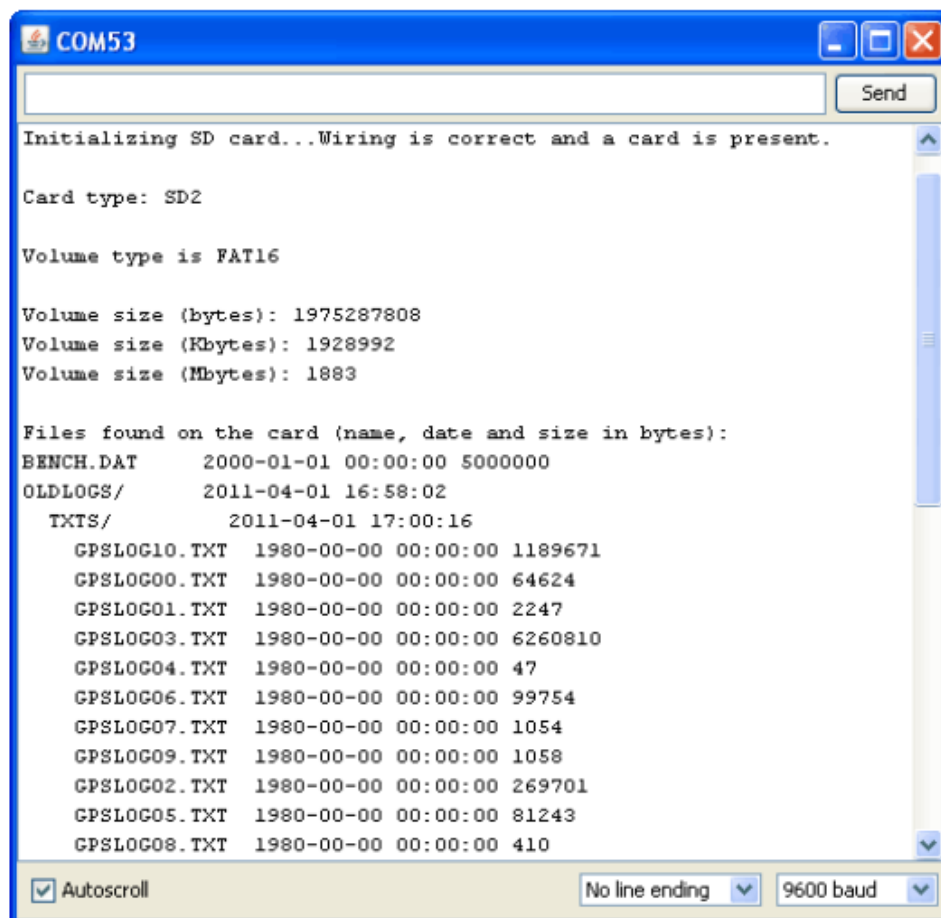 COM53
Send
Initializing SD card...Wiring is correct and a card is present.
Card type: SD2
Volume type is FAT16
Volume size (bytes): 1975287808
Volume size (Kbytes): 1928992
Volume size (Mbytes): 1883
Files found on the card (name, date and size in bytes):
BENCH.DAT 2000-01-01 00:00:00 5000000
OLDLOGS/ 2011-04-01 16:58:02
TXTS/ 2011-04-01 17:00:16
GPSLOG10.TXT 1980-00-00 00:00:00 1189671
GPSLOG00.TXT 1980-00-00 00:00:00 64624
GPSLOG01.TXT 1980-00-00 00:00:00 2247
GPSLOG03.TXT 1980-00-00 00:00:00 6260810
GPSLOG04.TXT 1980-00-00 00:00:00 47
GPSLOG06.TXT 1980-00-00 00:00:00 99754
GPSLOG07.TXT 1980-00-00 00:00:00 1054
GPSLOG09.TXT 1980-00-00 00:00:00 1058
GPSLOG02.TXT 1980-00-00 00:00:00 269701
GPSLOG05.TXT 1980-00-00 00:00:00 81243
GPSLOG08.TXT 1980-00-00 00:00:00 410
Autoscroll No line ending 9600 baud